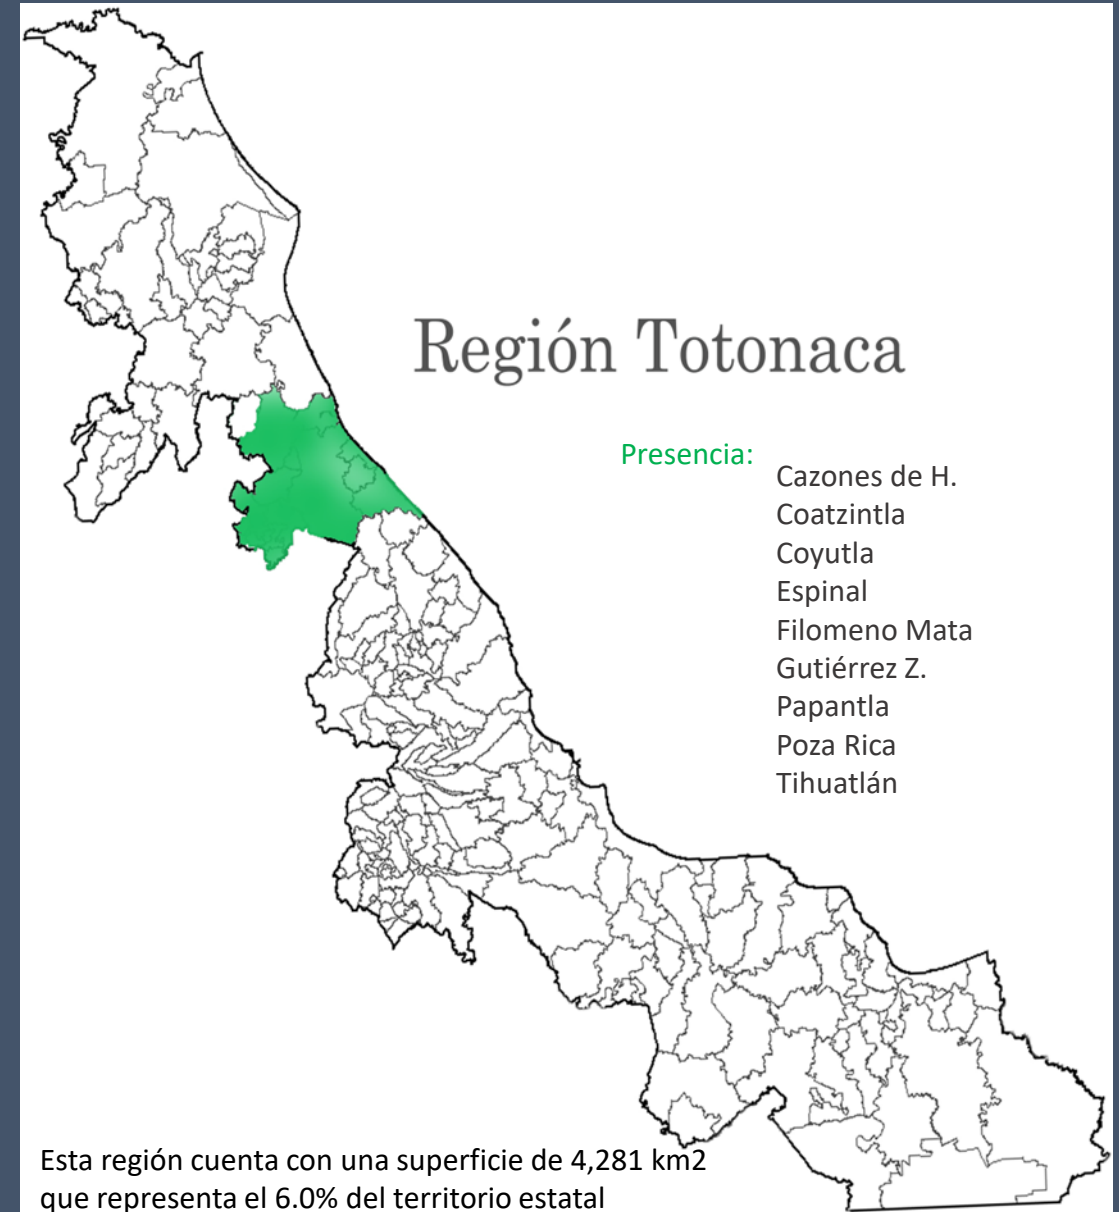 Región Totonaca
Presencia:
Cazones de H.
Coatzintla
Coyutla
Espinal
Filomeno Mata
Gutiérrez Z.
Papantla
Poza Rica
Tihuatlán
Esta región cuenta con una superficie de 4,281 km2
que representa el 6.0% del territorio estatal